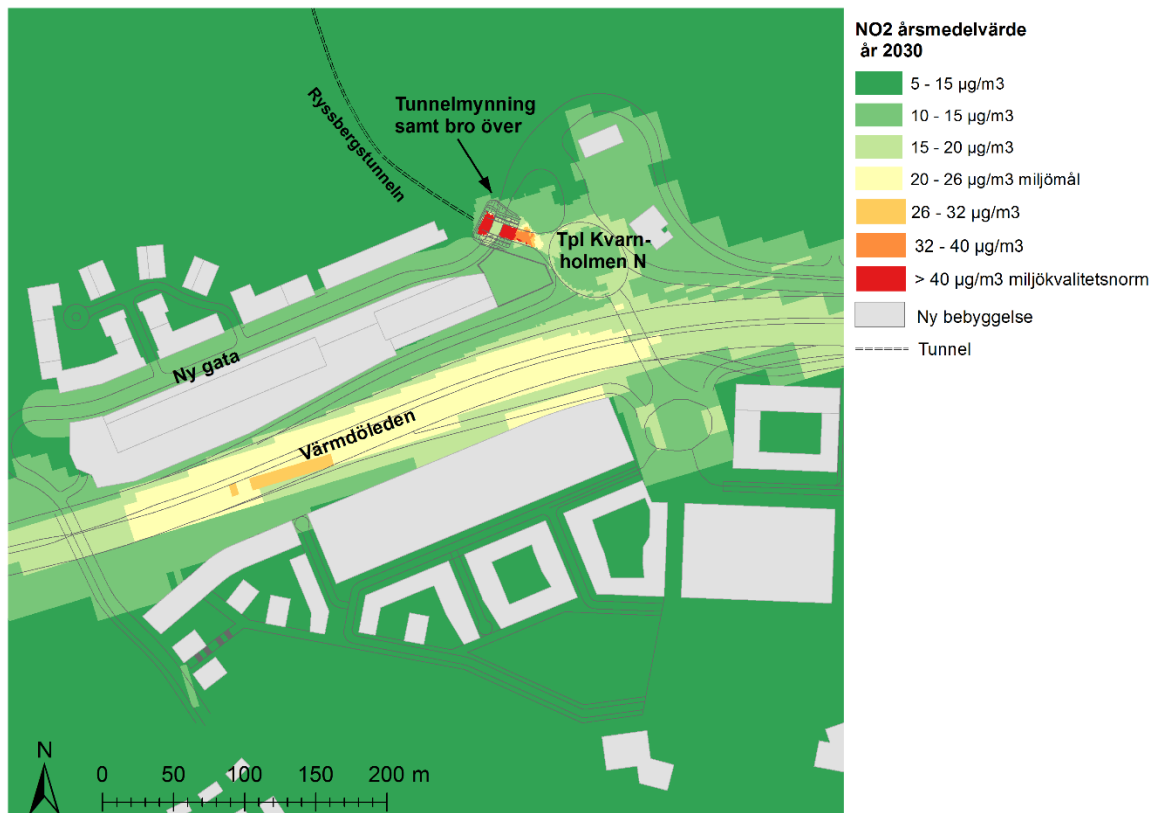 NO2 årsmedelvärde
år 2030
5 - 15 µg/m3
10 - 15 µg/m3
15 - 20 µg/m3
20 - 26 µg/m3 miljömål
26 - 32 µg/m3
32 - 40 µg/m3
> 40 µg/m3 miljökvalitetsnorm
Ny bebyggelse
Tunnel
Tunnelmynning
samt bro över
Ryssbergstunneln
Tpl Kvarn-
holmen N
Ny gata
Värmdöleden
N
0 50 100 150 200 m